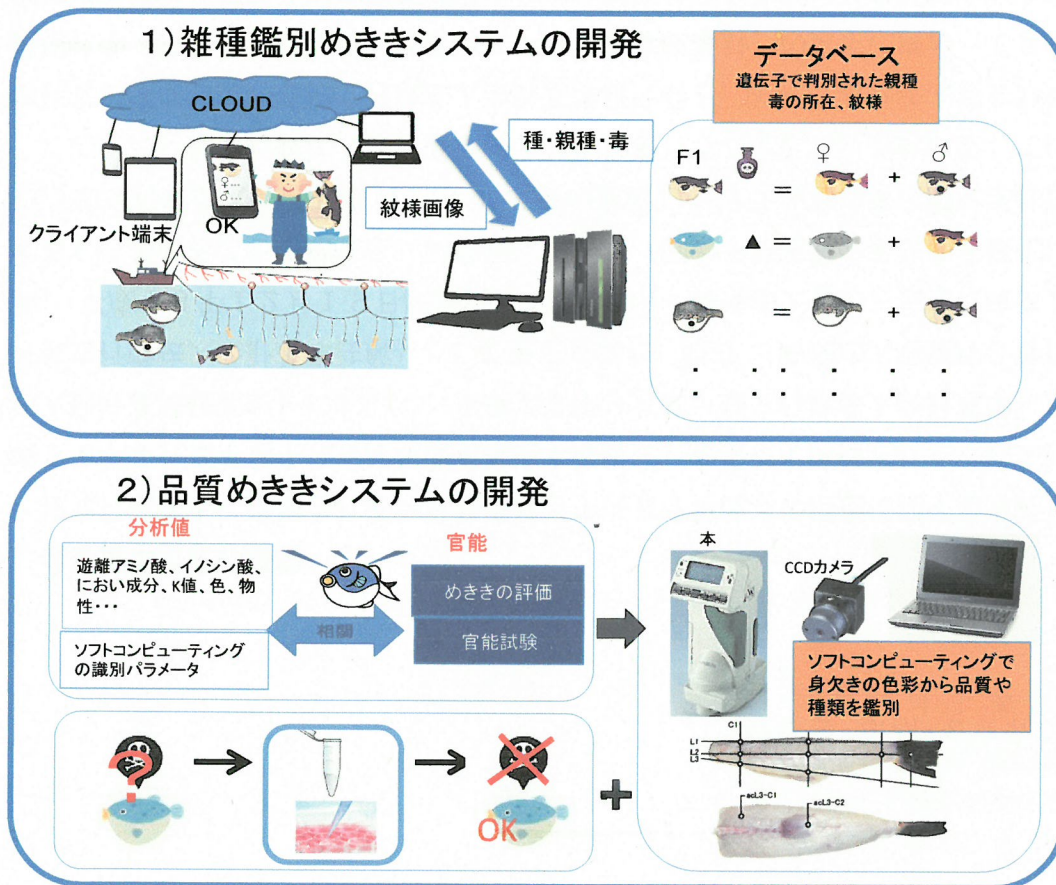 1)雑種鑑別めききシステムの開発
データベース
遺伝子で判別された親種
毒の所在、紋様
CLOUD
種・親種・毒
紋様画像
♀…
♂…
OK
クライアント端末
F1 ♀ ♂
= +
▲ = +
= +
2)品質めききシステムの開発
分析値
遊離アミノ酸、イノシン酸、
におい成分、K値、色、物
性・・・
ソフトコンピューティング
の識別パラメータ
相関
官能
めききの評価
官能試験
本
CCDカメラ
ソフトコンピューティングで
身欠きの色彩から品質や
種類を鑑別
C1
L1
L2
L3
acL3-C1
acL3-C2
?
OK
+